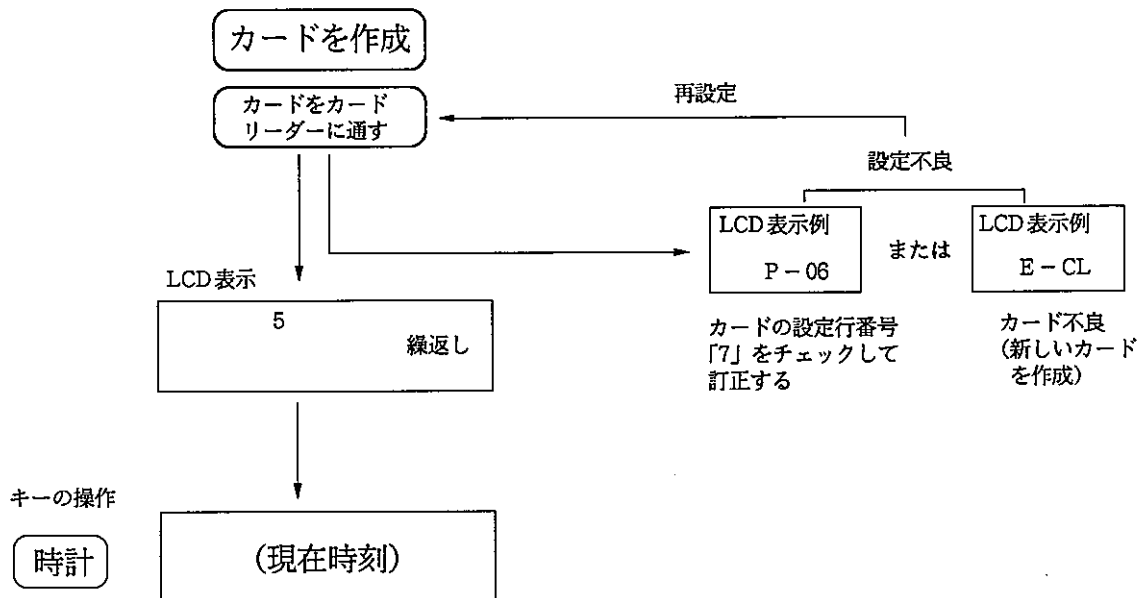 カードを作成
カードをカード
リーダーに通す
再設定
設定不良
LCD表示例
P－06
または
LCD表示例
E－CL
カードの設定行番号
「7」をチェックして
訂正する
カード不良
(新しいカード
を作成)
LCD表示
5
繰返し
キーの操作
時計
(現在時刻)